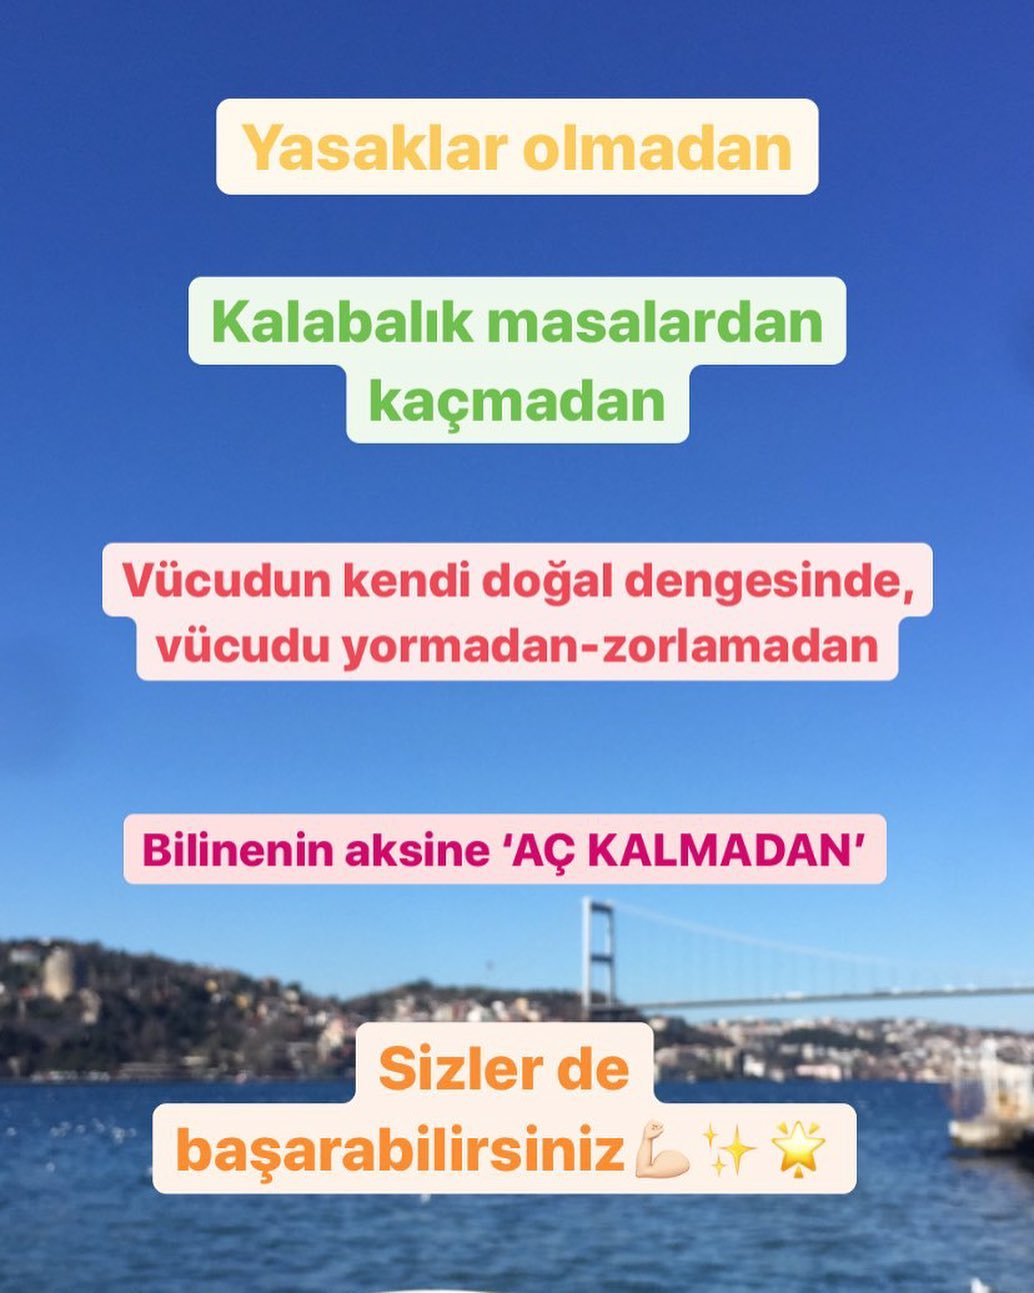 Yasaklar olmadan
Kalabalık masalardan
kaçmadan
Vücudun kendi doğal dengesinde,
vücudu yormadan-zorlamadan
Bilinenin aksine ‘AÇ KALMADAN’
Sizler de
başarabilirsiniz💪🏻✨🌟